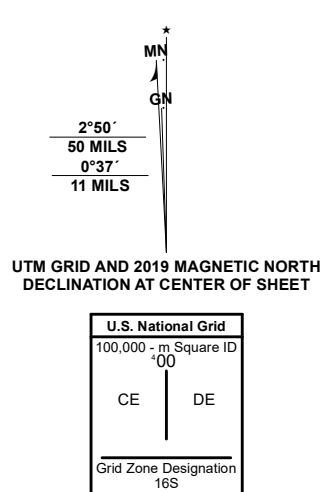 ★
MN
GN
2°50´
50 MILS
0°37´
11 MILS
UTM GRID AND 2019 MAGNETIC NORTH
DECLINATION AT CENTER OF SHEET
U.S. National Grid
100,000 - m Square ID
⁴00
CE DE
Grid Zone Designation
16S